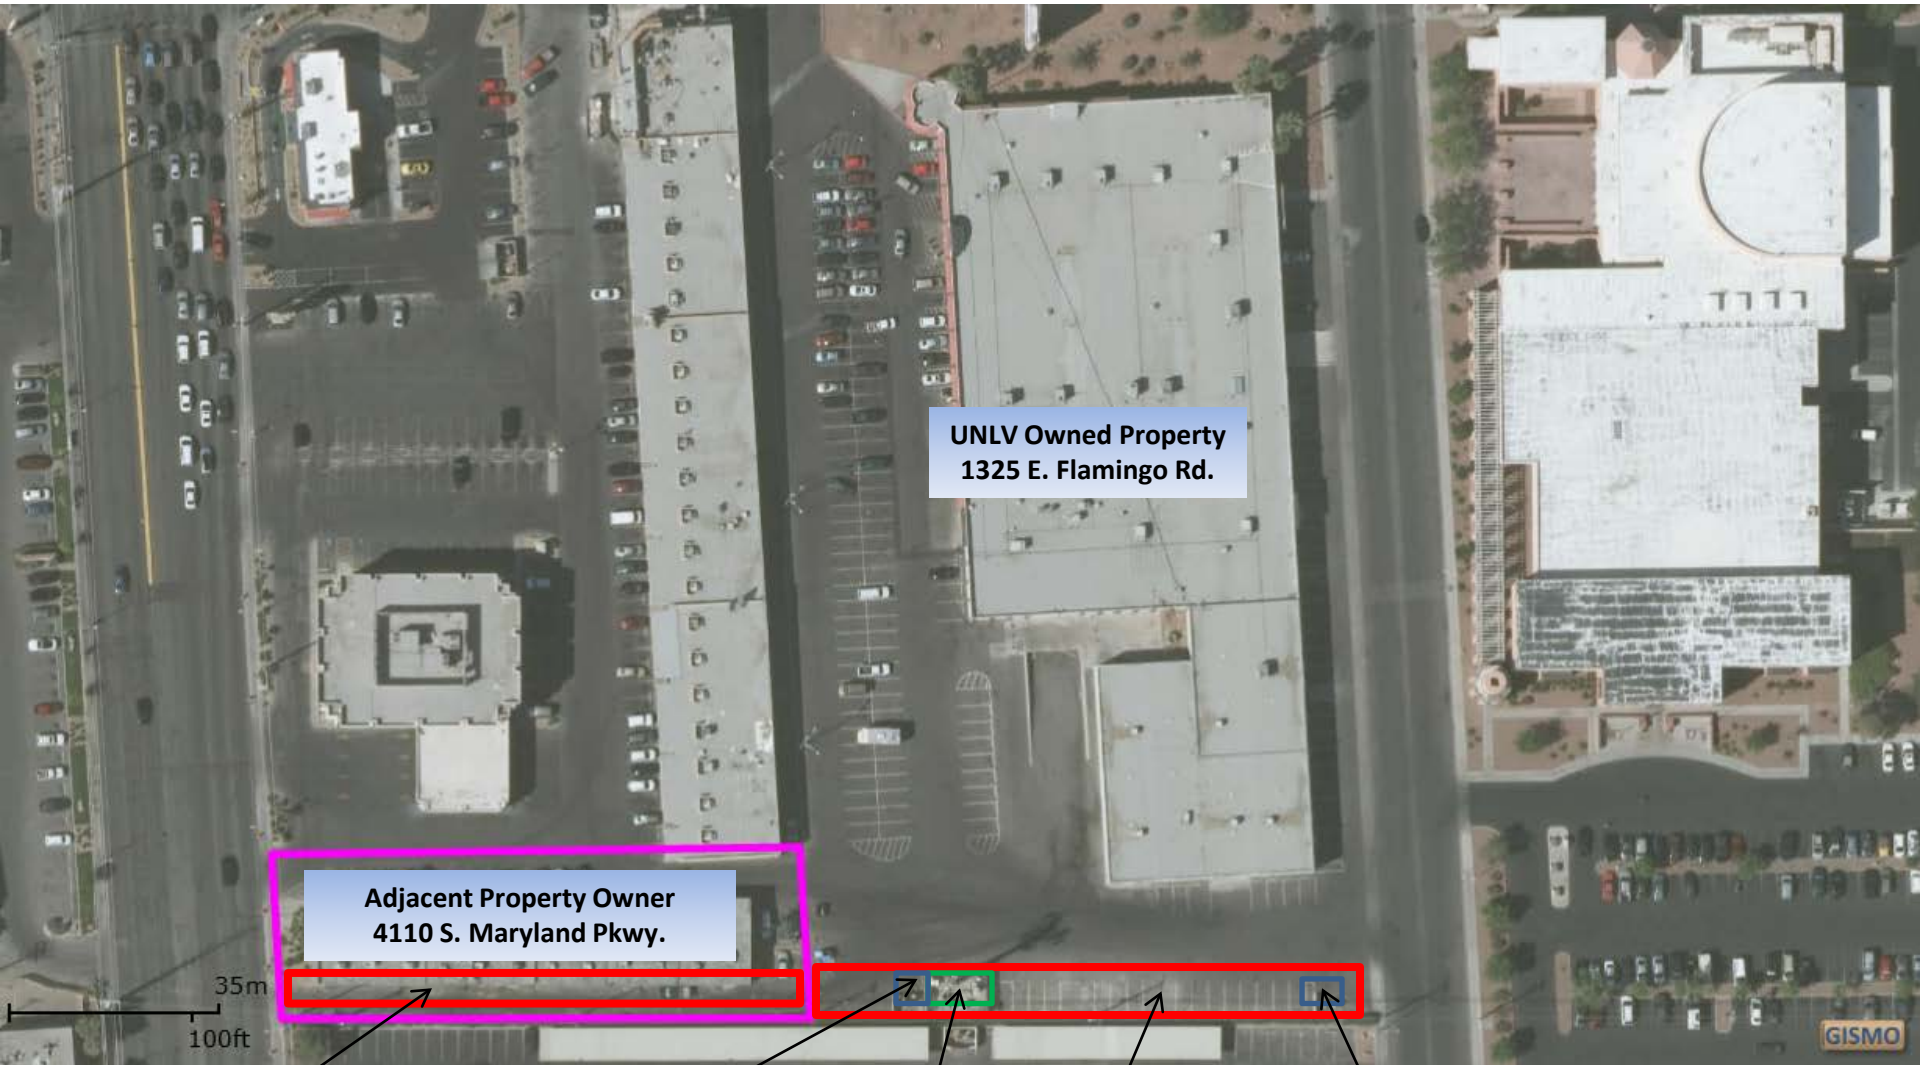 UNLV Owned Property
1325 E. Flamingo Rd.
Adjacent Property Owner
4110 S. Maryland Pkwy.
35m
100ft
GISMO